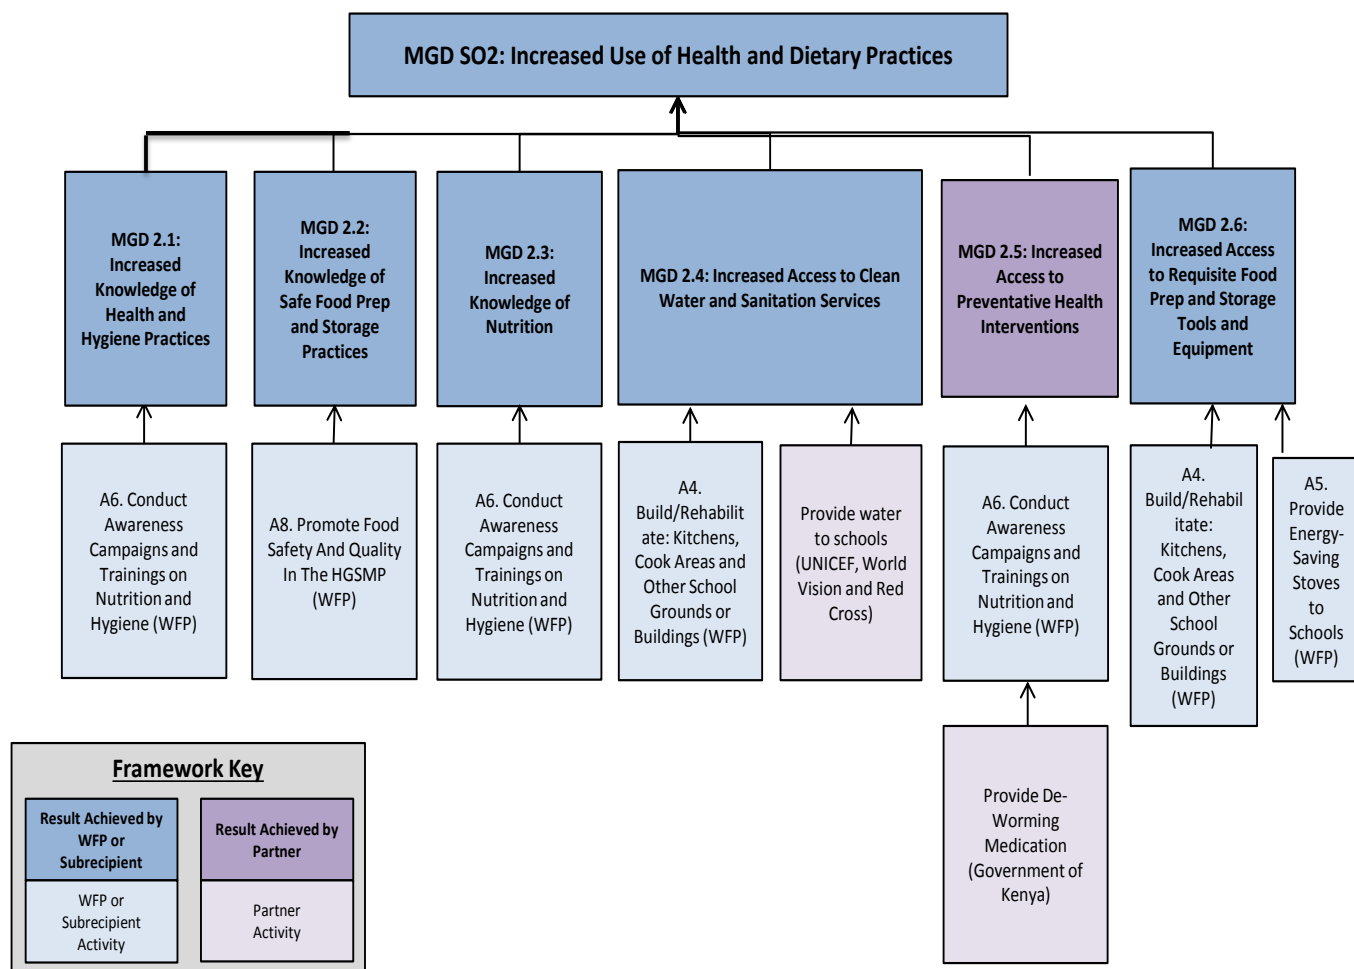 MGD SO2: Increased Use of Health and Dietary Practices
MGD 2.1:
Increased
Knowledge of
Health and
Hygiene Practices
MGD 2.2:
Increased
Knowledge of
Safe Food Prep
and Storage
Practices
MGD 2.3:
Increased
Knowledge of
Nutrition
MGD 2.4: Increased Access to Clean
Water and Sanitation Services
MGD 2.5: Increased
Access to
Preventative Health
Interventions
MGD 2.6:
Increased Access
to Requisite Food
Prep and Storage
Tools and
Equipment
A6. Conduct
Awareness
Campaigns and
Trainings on
Nutrition and
Hygiene (WFP)
A8. Promote Food
Safety And Quality
In The HGSMP
(WFP)
A6. Conduct
Awareness
Campaigns and
Trainings on
Nutrition and
Hygiene (WFP)
A4.
Build/Rehabilit
ate: Kitchens,
Cook Areas and
Other School
Grounds or
Buildings (WFP)
Provide water
to schools
(UNICEF, World
Vision and Red
Cross)
A6. Conduct
Awareness
Campaigns and
Trainings on
Nutrition and
Hygiene (WFP)
A4.
Build/Rehabil
itate:
Kitchens,
Cook Areas
and Other
School
Grounds or
Buildings
(WFP)
A5.
Provide
Energy-
Saving
Stoves to
Schools
(WFP)
Provide De-
Worming
Medication
(Government of
Kenya)
Framework Key
Result Achieved by
WFP or
Subrecipient
Result Achieved by
Partner
WFP or
Subrecipient
Activity
Partner
Activity